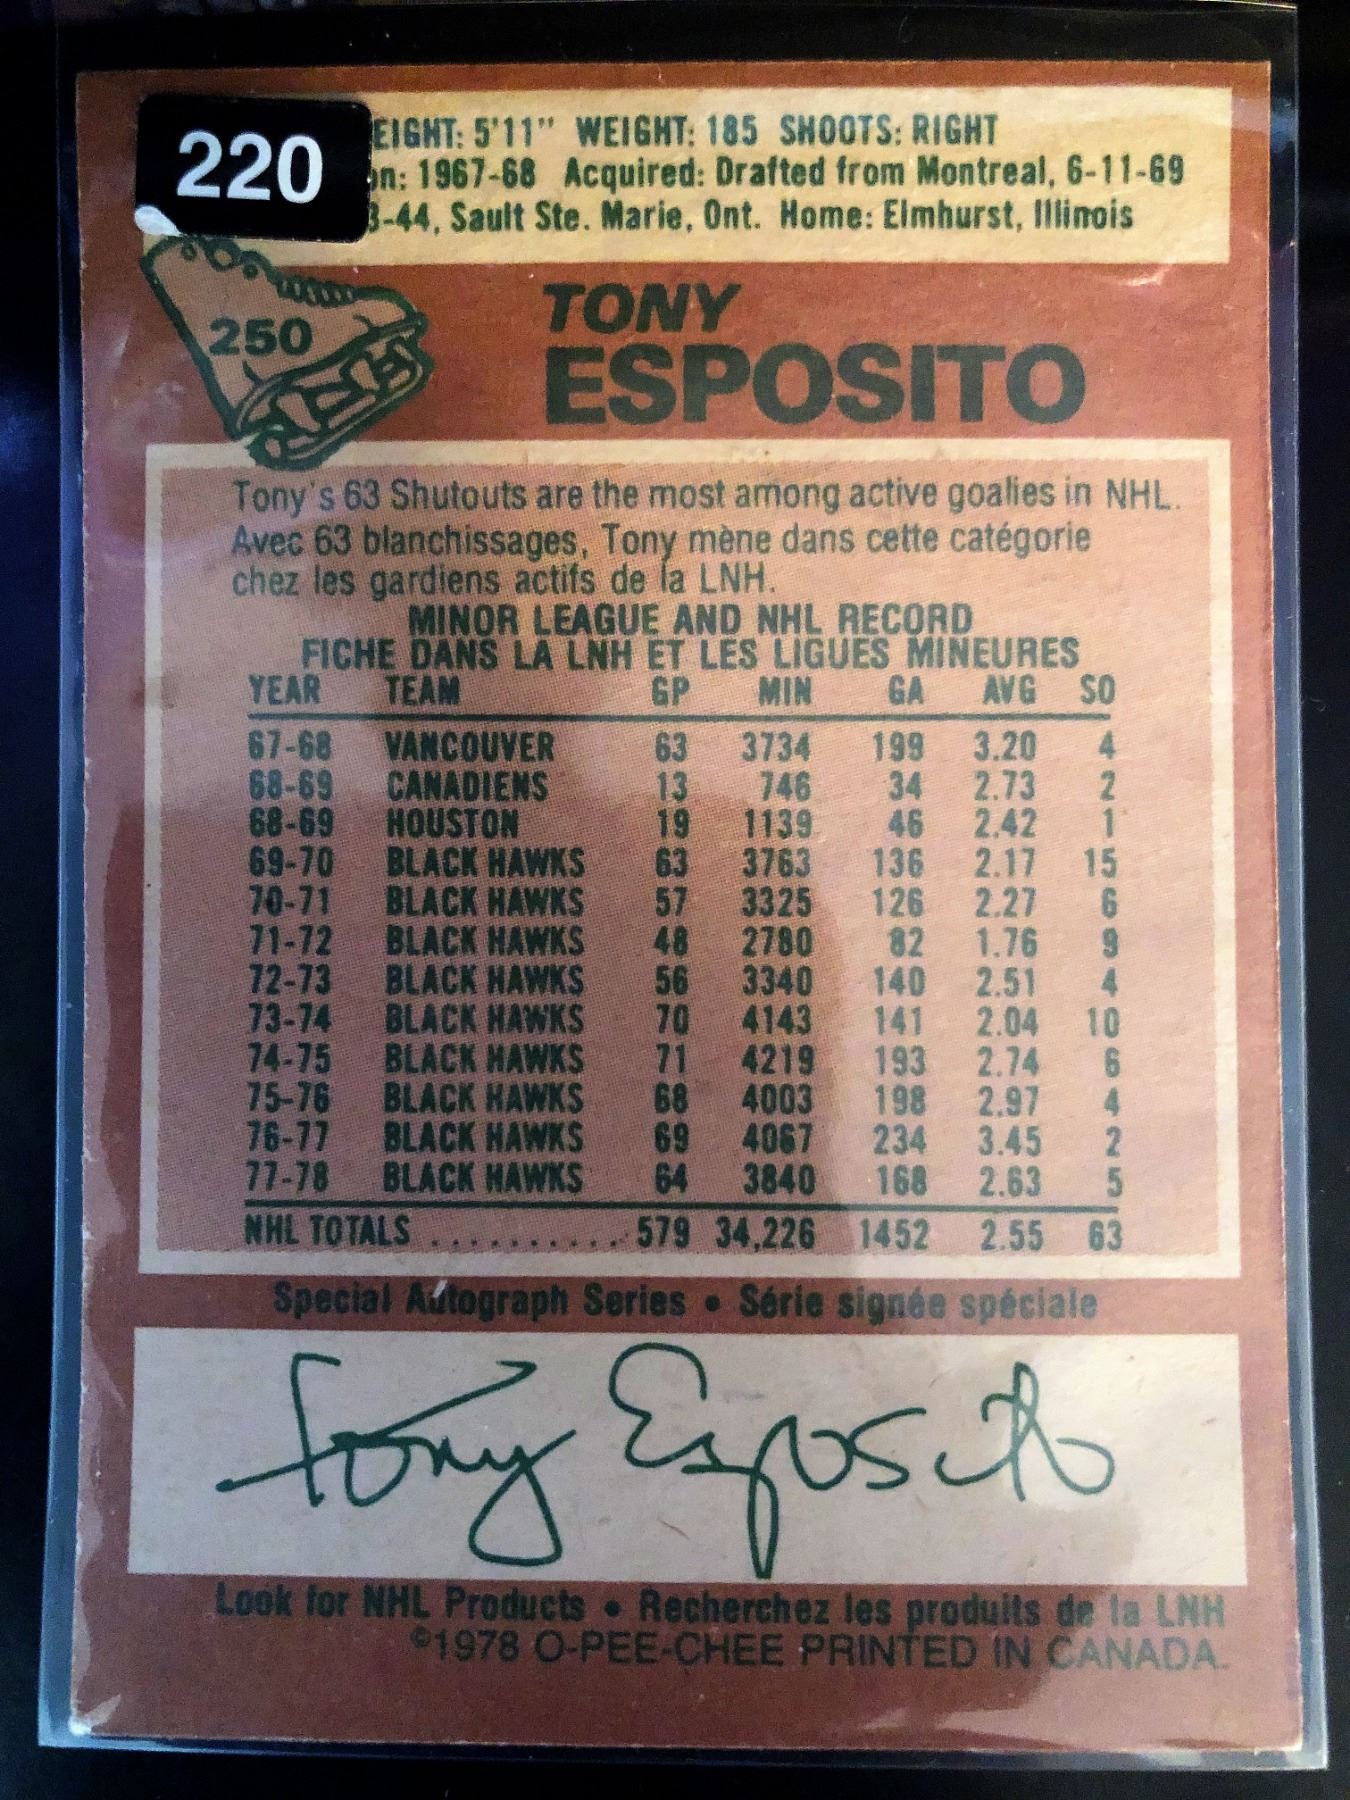 220
EIGHT: 5'11" WEIGHT: 185 SHOOTS: RIGHT
on: 1967-68 Acquired: Drafted from Montreal, 6-11-69
3-44, Sault Ste. Marie, Ont. Home: Elmhurst, Illinois
250
TONY
ESPOSITO
Tony's 63 Shutouts are the most among active goalies in NHL.
Avec 63 blanchissages, Tony mène dans cette catégorie
chez les gardiens actifs de la LNH.
MINOR LEAGUE AND NHL RECORD
FICHE DANS LA LNH ET LES LIGUES MINEURES
YEAR TEAM GP MIN GA AVG SO
67-68 VANCOUVER 63 3734 199 3.20 4
68-69 CANADIENS 13 746 34 2.73 2
68-69 HOUSTON 19 1139 46 2.42 1
69-70 BLACK HAWKS 63 3763 136 2.17 15
70-71 BLACK HAWKS 57 3325 126 2.27 6
71-72 BLACK HAWKS 48 2780 82 1.76 9
72-73 BLACK HAWKS 56 3340 140 2.51 4
73-74 BLACK HAWKS 70 4143 141 2.04 10
74-75 BLACK HAWKS 71 4219 193 2.74 6
75-76 BLACK HAWKS 68 4003 198 2.97 4
76-77 BLACK HAWKS 69 4067 234 3.45 2
77-78 BLACK HAWKS 64 3840 168 2.63 5
NHL TOTALS .......... 579 34,226 1452 2.55 63
Special Autograph Series • Série signée spéciale
Tony Esposito
Look for NHL Products • Recherchez les produits de la LNH
©1978 O-PEE-CHEE PRINTED IN CANADA.